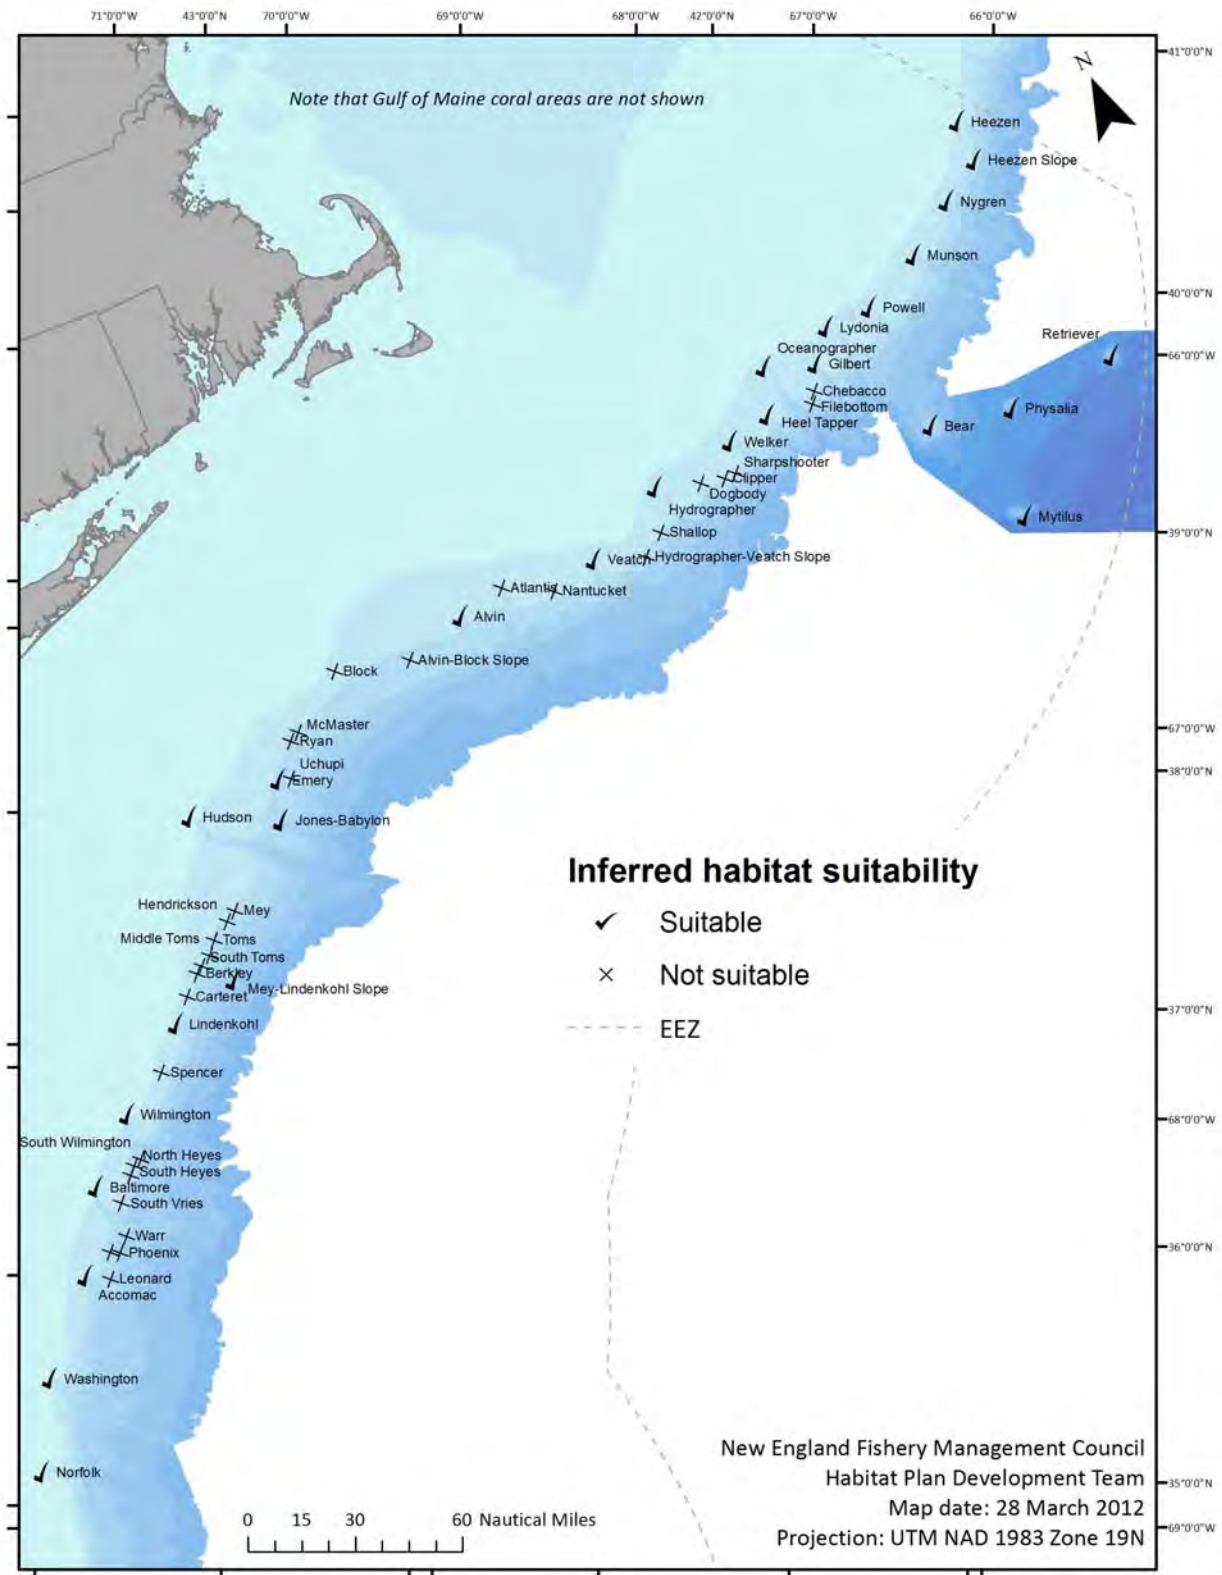 71°0'0"W
43°0'0"W
70°0'0"W
69°0'0"W
68°0'0"W
42°0'0"W
57°0'0"W
66°0'0"W
41°0'0"N
N
Note that Gulf of Maine coral areas are not shown
Heezen
Heezen Slope
Nygren
Munson
40°0'0"N
Powell
Lydonia
Retriever
Oceanographer
66°0'0"W
Gilbert
Chebacco
Filebottom
Physalia
Heel Tapper
Bear
Welker
Sharpshooter
Clipper
Dogbody
Hydrographer
Mytilus
Shallop
39°0'0"N
Veatch
Hydrographer-Veatch Slope
Atlantis
Nantucket
Alvin
Alvin-Block Slope
Block
McMaster
67°0'0"W
Ryan
Uchupi
38°0'0"N
Emery
Hudson
Jones-Babylon
Inferred habitat suitability
Suitable
Not suitable
EEZ
Hendrickson
Mey
Middle Toms
Toms
South Toms
Berkley
Mey-Lindenkohl Slope
Carteret
37°0'0"N
Lindenkohl
Spencer
Wilmington
68°0'0"W
South Wilmington
North Heyes
South Heyes
Baltimore
South Vries
Warr
36°0'0"N
Phoenix
Leonard
Accomac
Washington
Norfolk
New England Fishery Management Council
Habitat Plan Development Team
Map date: 28 March 2012
Projection: UTM NAD 1983 Zone 19N
35°0'0"N
69°0'0"W
0 15 30 60 Nautical Miles